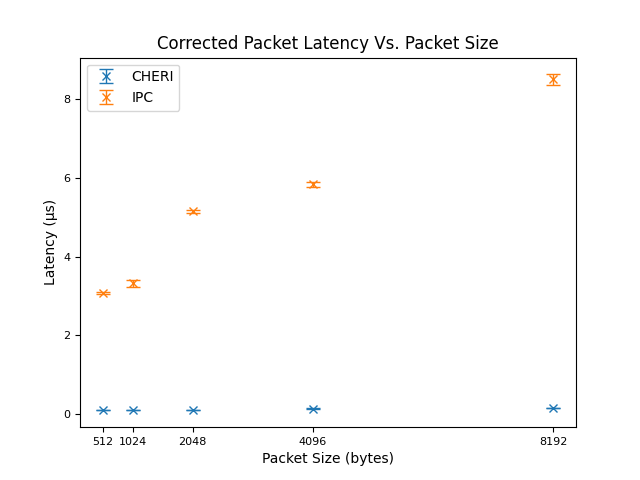 Corrected Packet Latency Vs. Packet Size
CHERI
IPC
Latency (µs)
8
6
4
2
0
512 1024 2048 4096 8192
Packet Size (bytes)